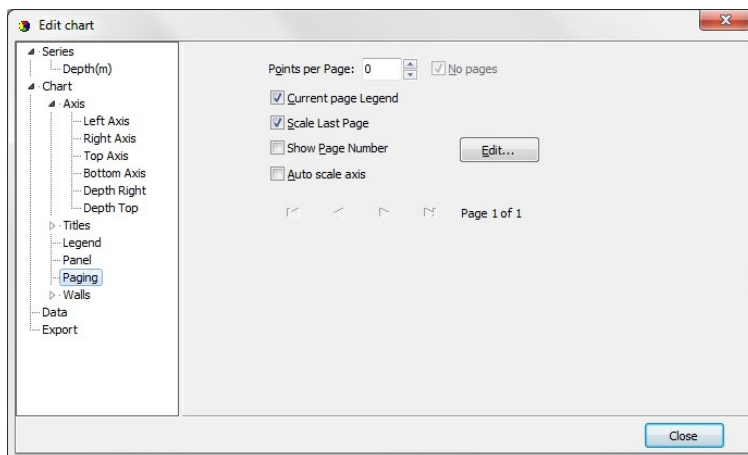 Edit chart
Series
Depth(m)
Chart
Axis
Left Axis
Right Axis
Top Axis
Bottom Axis
Depth Right
Depth Top
Titles
Legend
Panel
Paging
Walls
Data
Export
Points per Page: 0 No pages
Current page Legend
Scale Last Page
Show Page Number Edit...
Auto scale axis
Page 1 of 1
Close